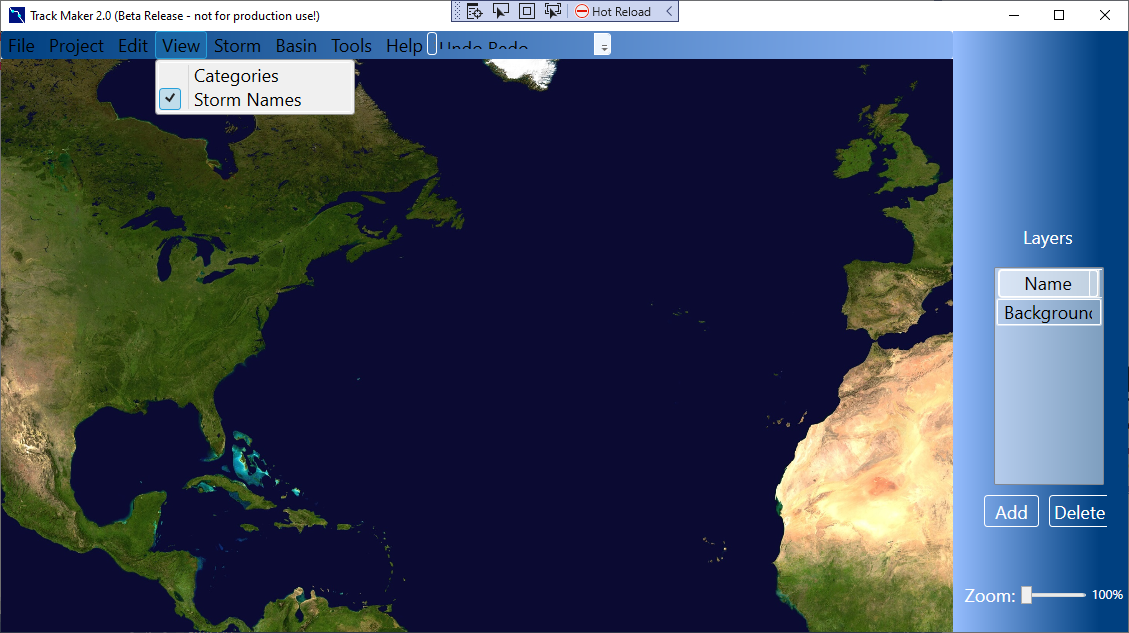 Track Maker 2.0 (Beta Release - not for production use!)
Hot Reload
File Project Edit View Storm Basin Tools Help Undo Redo
Categories
Storm Names
Layers
Name
Background
Add Delete
Zoom: 100%